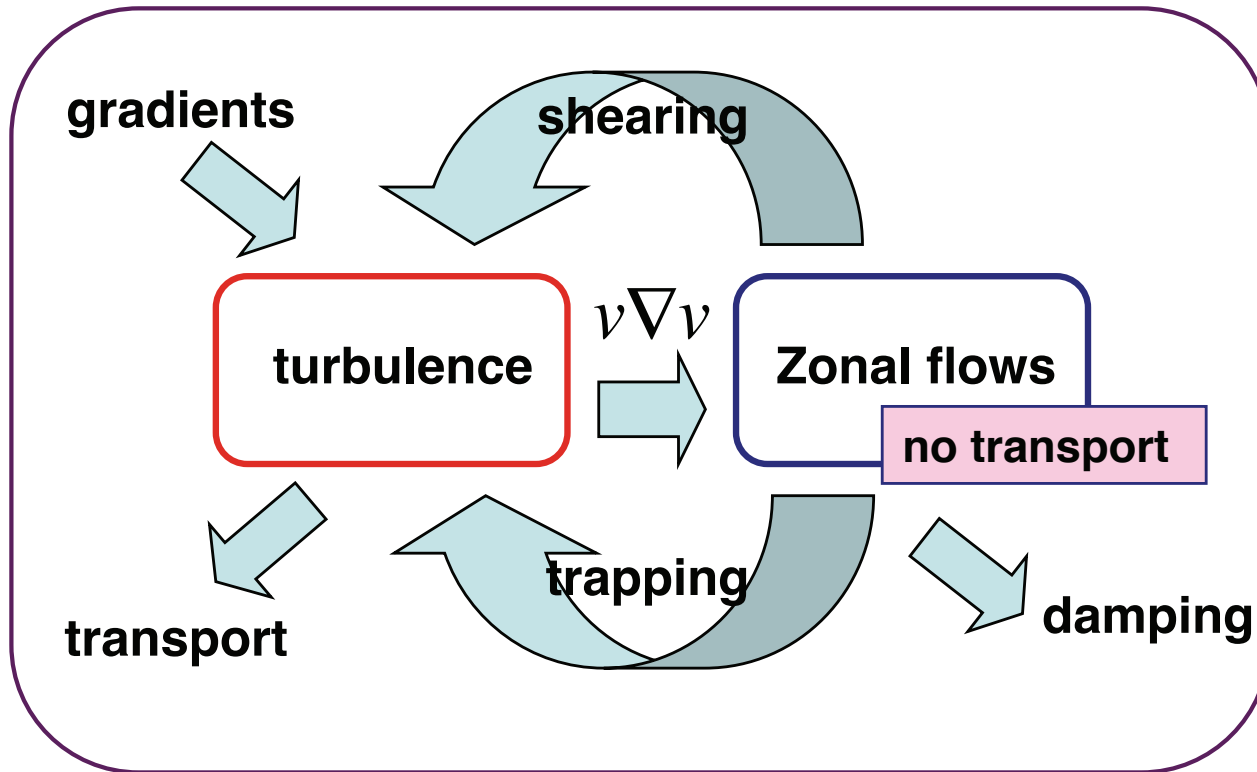 gradients
shearing
v∇v
turbulence
Zonal flows
no transport
trapping
transport
damping